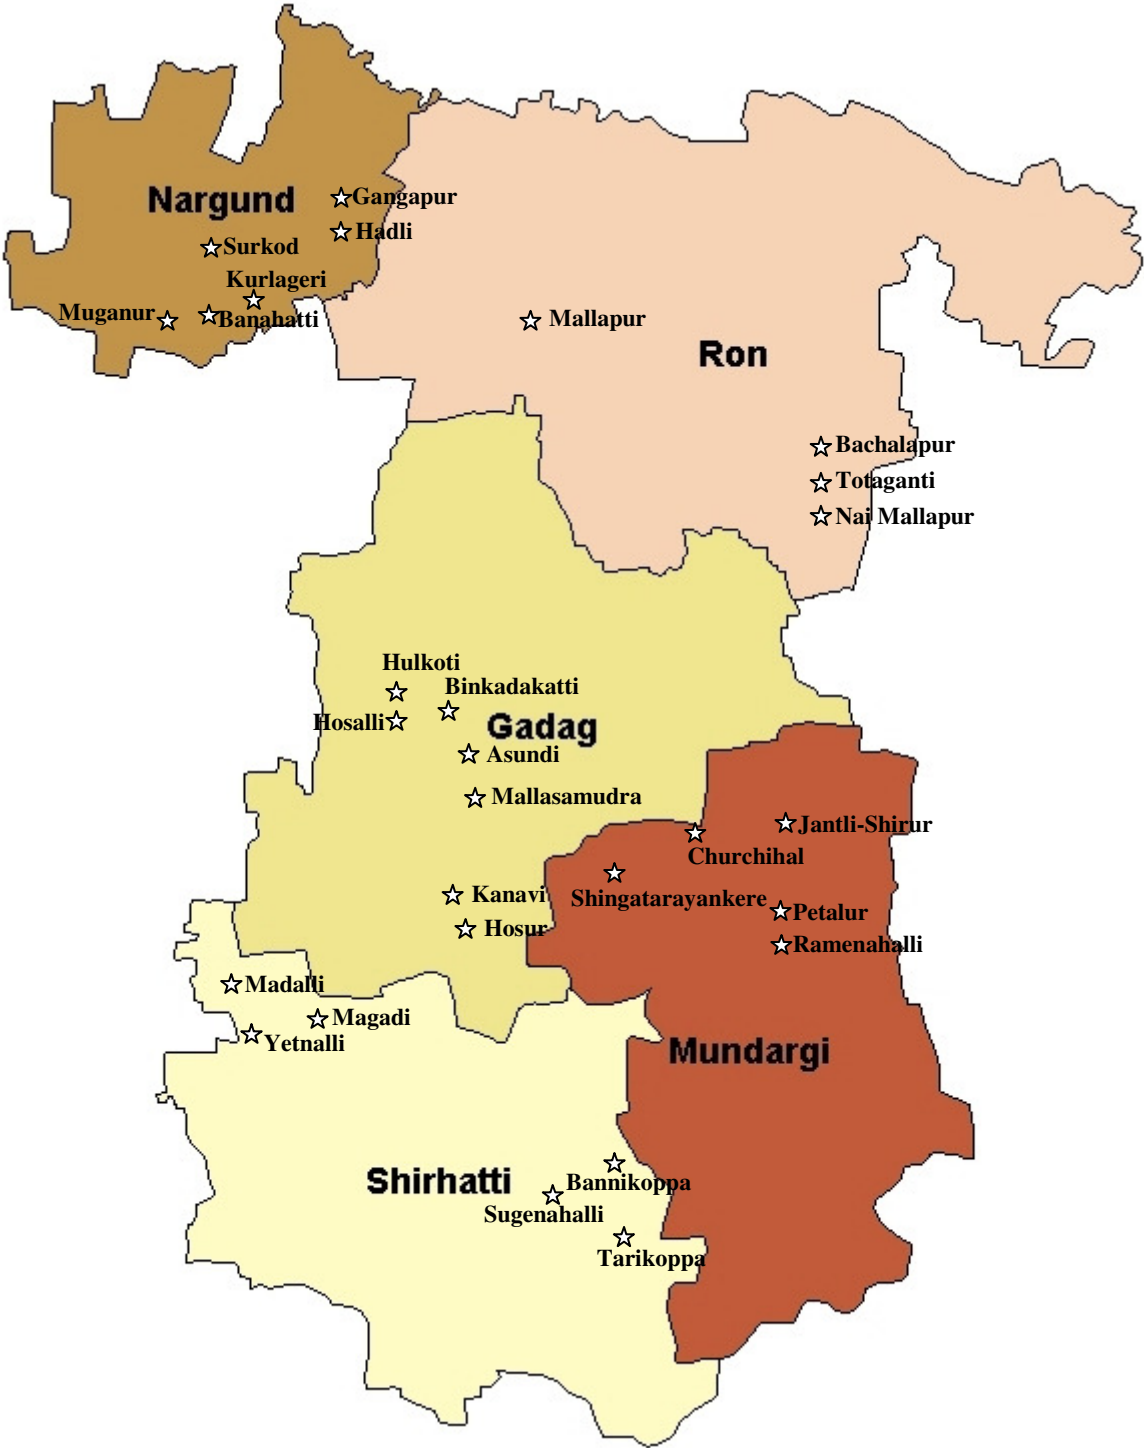 Gangapur
Nargund
Hadli
Surkod
Kurlageri
Muganur
Banahatti
Mallapur
Ron
Bachalapur
Totaganti
Nai Mallapur
Hulkoti
Binkadakatti
Hosalli
Gadag
Asundi
Mallasamudra
Jantli-Shirur
Churchihal
Kanavi
Shingatarayankere
Petalur
Hosur
Ramenahalli
Madalli
Magadi
Yetnalli
Mundargi
Shirhatti
Bannikoppa
Sugenahalli
Tarikoppa